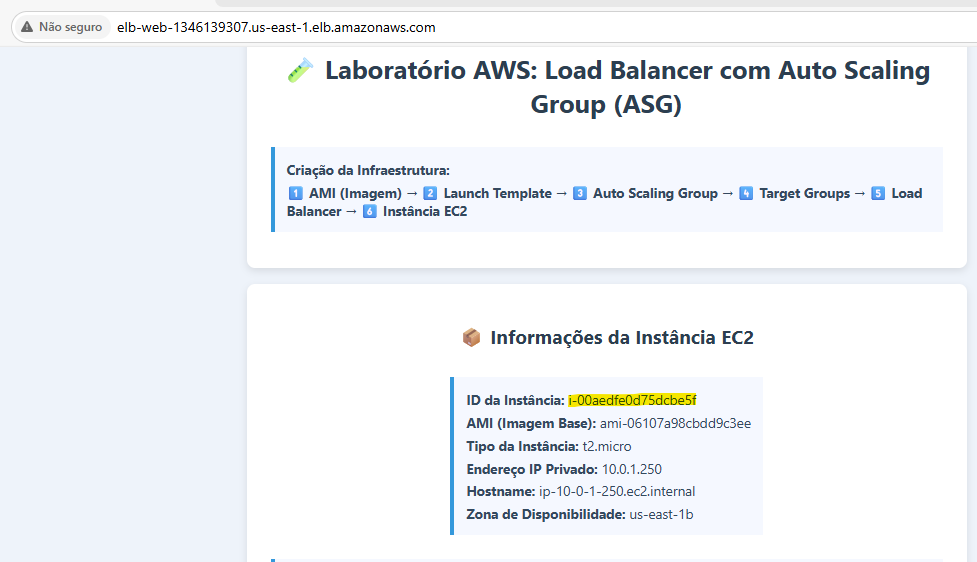 Não seguro elb-web-1346139307.us-east-1.elb.amazonaws.com
Laboratório AWS: Load Balancer com Auto Scaling
Group (ASG)
Criação da Infraestrutura:
1 AMI (Imagem) → 2 Launch Template → 3 Auto Scaling Group → 4 Target Groups → 5 Load
Balancer → 6 Instância EC2
Informações da Instância EC2
ID da Instância: i-00aedfe0d75dcbe5f
AMI (Imagem Base): ami-06107a98cbdd9c3ee
Tipo da Instância: t2.micro
Endereço IP Privado: 10.0.1.250
Hostname: ip-10-0-1-250.ec2.internal
Zona de Disponibilidade: us-east-1b